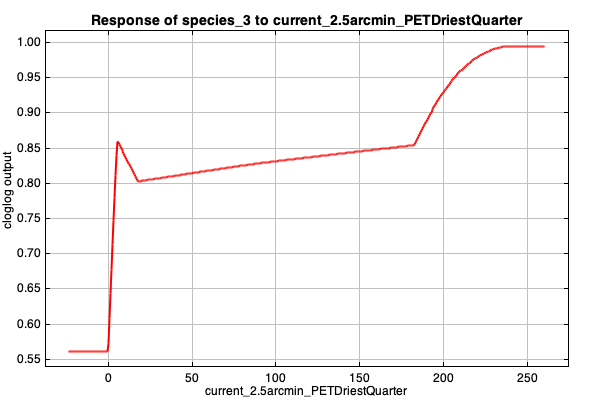 Response of species_3 to current_2.5arcmin_PETDriestQuarter
1.00
0.95
0.90
0.85
0.80
0.75
0.70
0.65
0.60
0.55
cloglog output
0 50 100 150 200 250
current_2.5arcmin_PETDriestQuarter